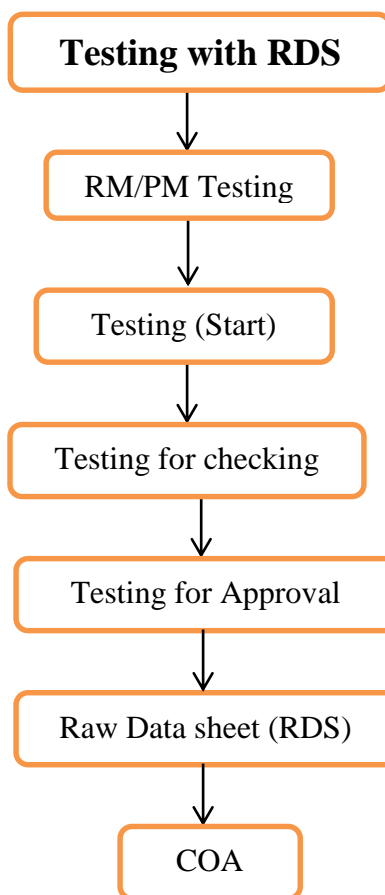 Testing with RDS
RM/PM Testing
Testing (Start)
Testing for checking
Testing for Approval
Raw Data sheet (RDS)
COA